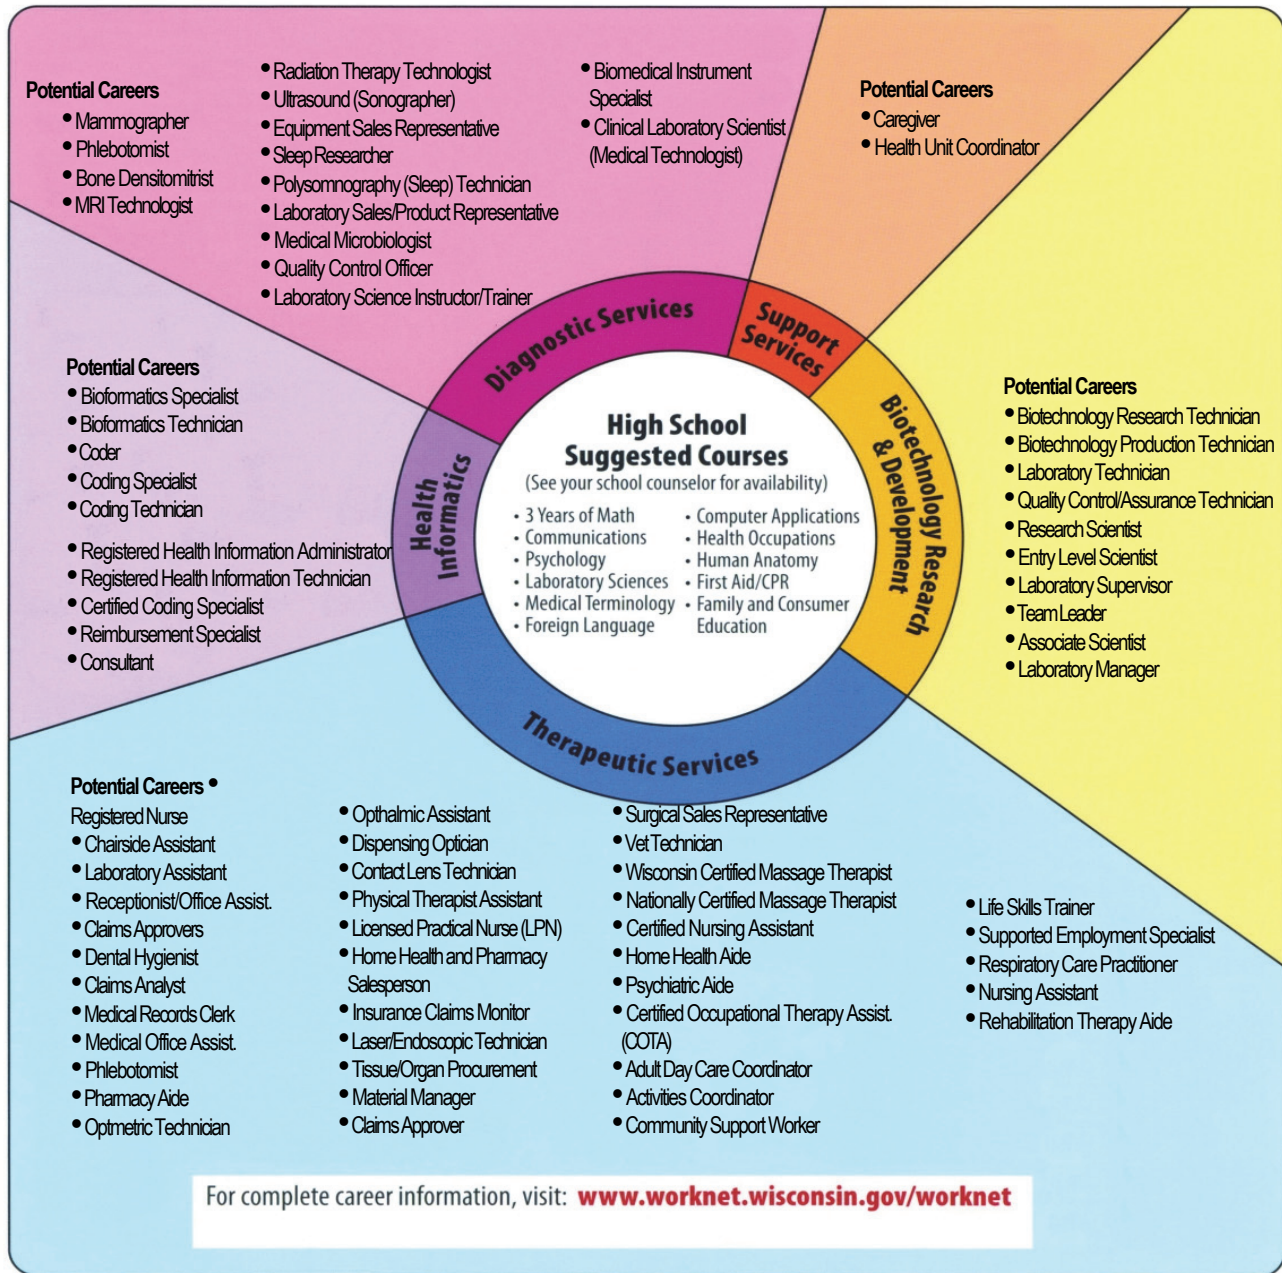 Potential Careers
• Mammographer
• Phlebotomist
• Bone Densitomitrist
• MRI Technologist
• Radiation Therapy Technologist
• Ultrasound (Sonographer)
• Equipment Sales Representative
• Sleep Researcher
• Polysomnography (Sleep) Technician
• Laboratory Sales/Product Representative
• Medical Microbiologist
• Quality Control Officer
• Laboratory Science Instructor/Trainer
• Biomedical Instrument
Specialist
• Clinical Laboratory Scientist
(Medical Technologist)
Potential Careers
• Caregiver
• Health Unit Coordinator
Diagnostic Services
Support
Services
Biotechnology Research
& Development
Health
Informatics
Therapeutic Services
High School
Suggested Courses
(See your school counselor for availability)
• 3 Years of Math
• Communications
• Psychology
• Laboratory Sciences
• Medical Terminology
• Foreign Language
• Computer Applications
• Health Occupations
• Human Anatomy
• First Aid/CPR
• Family and Consumer
Education
Potential Careers
• Bioformatics Specialist
• Bioformatics Technician
• Coder
• Coding Specialist
• Coding Technician
• Registered Health Information Administrator
• Registered Health Information Technician
• Certified Coding Specialist
• Reimbursement Specialist
• Consultant
Potential Careers
• Biotechnology Research Technician
• Biotechnology Production Technician
• Laboratory Technician
• Quality Control/Assurance Technician
• Research Scientist
• Entry Level Scientist
• Laboratory Supervisor
• Team Leader
• Associate Scientist
• Laboratory Manager
Potential Careers •
Registered Nurse
• Chairside Assistant
• Laboratory Assistant
• Receptionist/Office Assist.
• Claims Approvers
• Dental Hygienist
• Claims Analyst
• Medical Records Clerk
• Medical Office Assist.
• Phlebotomist
• Pharmacy Aide
• Optmetric Technician
• Opthalmic Assistant
• Dispensing Optician
• Contact Lens Technician
• Physical Therapist Assistant
• Licensed Practical Nurse (LPN)
• Home Health and Pharmacy
Salesperson
• Insurance Claims Monitor
• Laser/Endoscopic Technician
• Tissue/Organ Procurement
• Material Manager
• Claims Approver
• Surgical Sales Representative
• Vet Technician
• Wisconsin Certified Massage Therapist
• Nationally Certified Massage Therapist
• Certified Nursing Assistant
• Home Health Aide
• Psychiatric Aide
• Certified Occupational Therapy Assist.
(COTA)
• Adult Day Care Coordinator
• Activities Coordinator
• Community Support Worker
• Life Skills Trainer
• Supported Employment Specialist
• Respiratory Care Practitioner
• Nursing Assistant
• Rehabilitation Therapy Aide
For complete career information, visit: www.worknet.wisconsin.gov/worknet